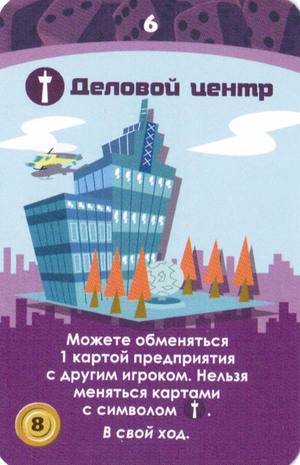 6
Деловой центр
Можете обменяться
1 картой предприятия
с другим игроком. Нельзя
меняться картами
с символом .
В свой ход.
8